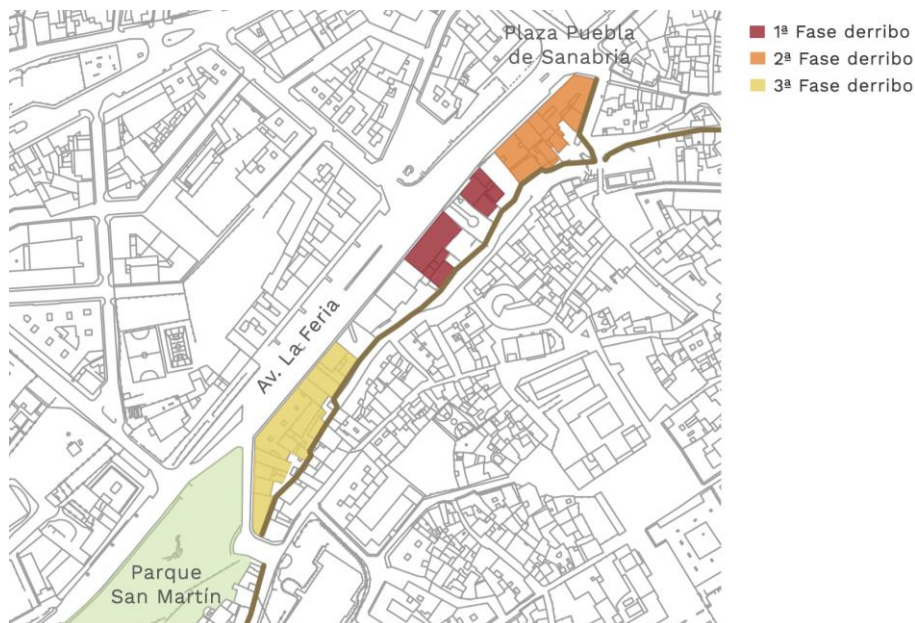 Plaza Puebla
de Sanabria
1ª Fase derribo
2ª Fase derribo
3ª Fase derribo
Av. La Feria
Parque
San Martín